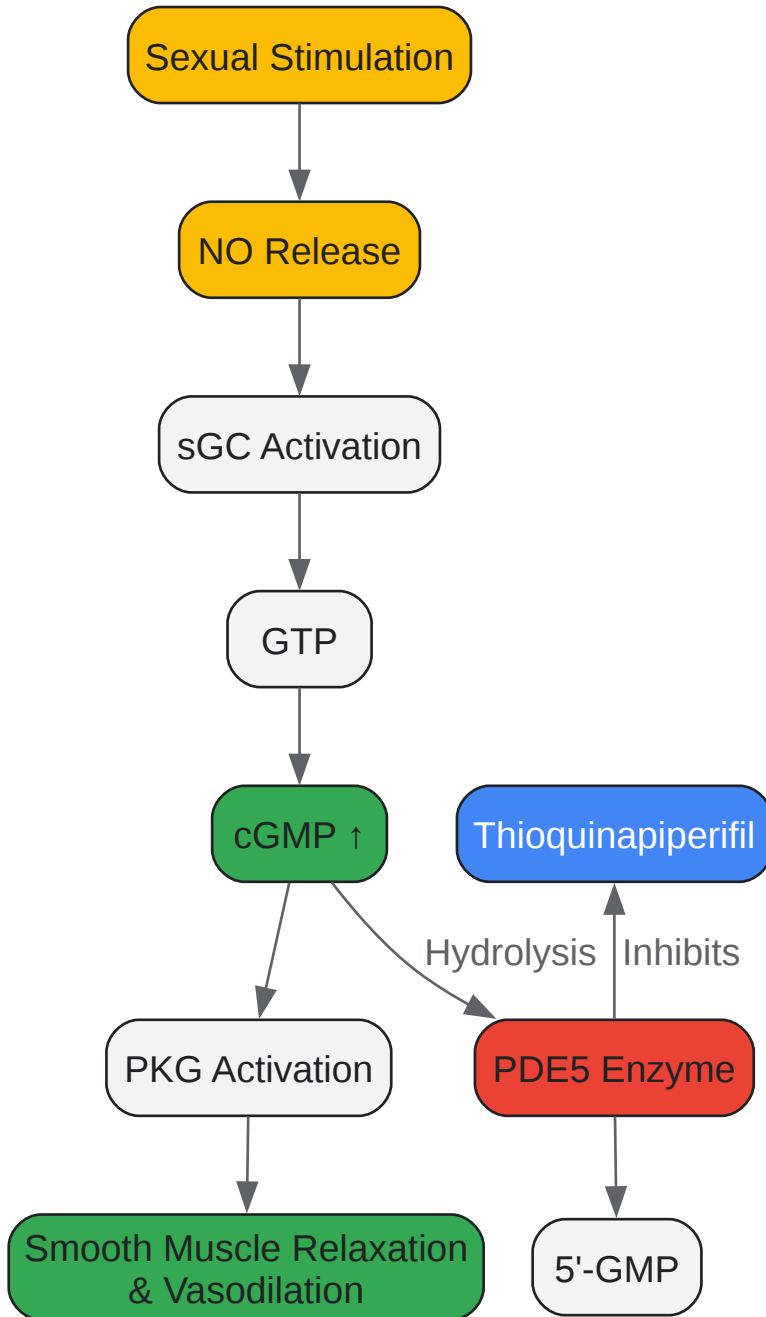 Sexual Stimulation
NO Release
sGC Activation
GTP
cGMP ↑
Thioquinapiperifil
Hydrolysis
Inhibits
PKG Activation
PDE5 Enzyme
Smooth Muscle Relaxation
& Vasodilation
5'-GMP